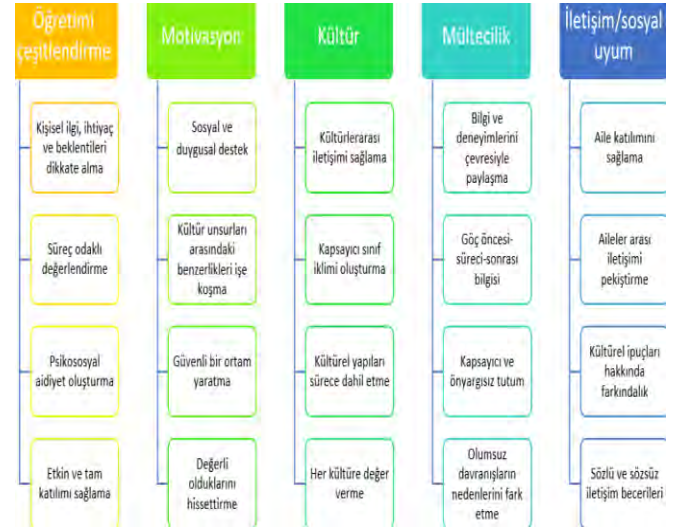 Öğretimi
çeşitlendirme
Kişisel ilgi, ihtiyaç
ve beklentileri
dikkate alma
Süreç odaklı
değerlendirme
Psikososyal
aidiyet oluşturma
Etkin ve tam
katılımı sağlama
Motivasyon
Sosyal ve
duygusal destek
Kültür unsurları
arasındaki
benzerlikleri işe
koşma
Güvenli bir ortam
yaratma
Değerli
olduklarını
hissettirme
Kültür
Kültürlerarası
iletişimi sağlama
Kapsayıcı sınıf
iklimi oluşturma
Kültürel yapıları
sürece dahil etme
Her kültüre değer
verme
Mültecilik
Bilgi ve
deneyimlerini
çevresiyle
paylaşma
Göç öncesi-
süreci-sonrası
bilgisi
Kapsayıcı ve
önyargısız tutum
Olumsuz
davranışların
nedenlerini fark
etme
İletişim/sosyal
uyum
Aile katılımını
sağlama
Aileler arası
iletişimi
pekiştirme
Kültürel ipuçları
hakkında
farkındalık
Sözlü ve sözsüz
iletişim becerileri